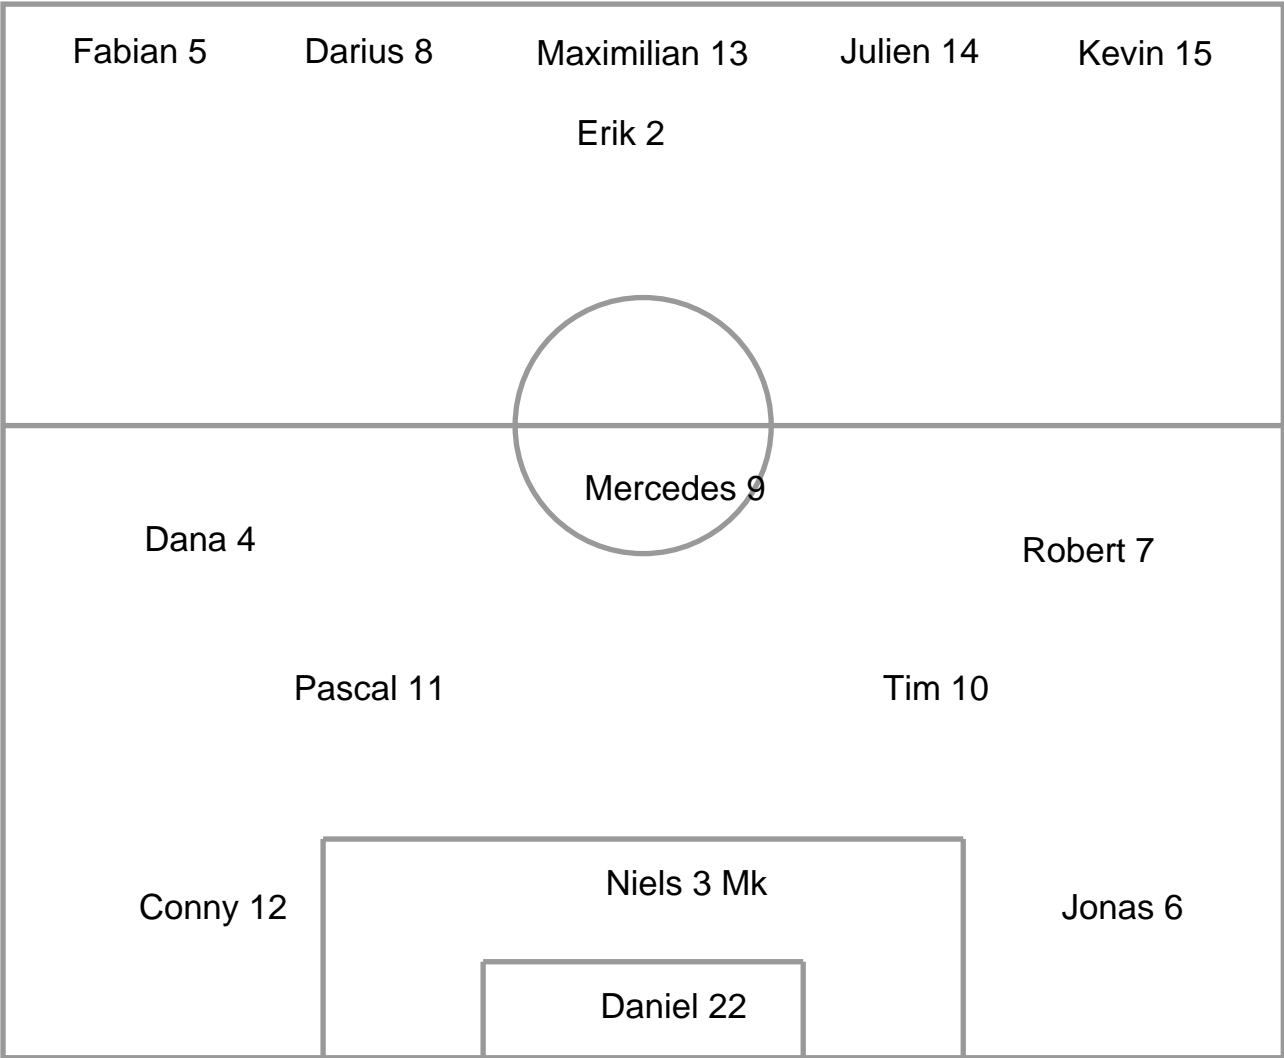 Fabian 5 Darius 8 Maximilian 13 Julien 14 Kevin 15
Erik 2
Mercedes 9
Dana 4 Robert 7
Pascal 11 Tim 10
Niels 3 Mk
Conny 12 Jonas 6
Daniel 22